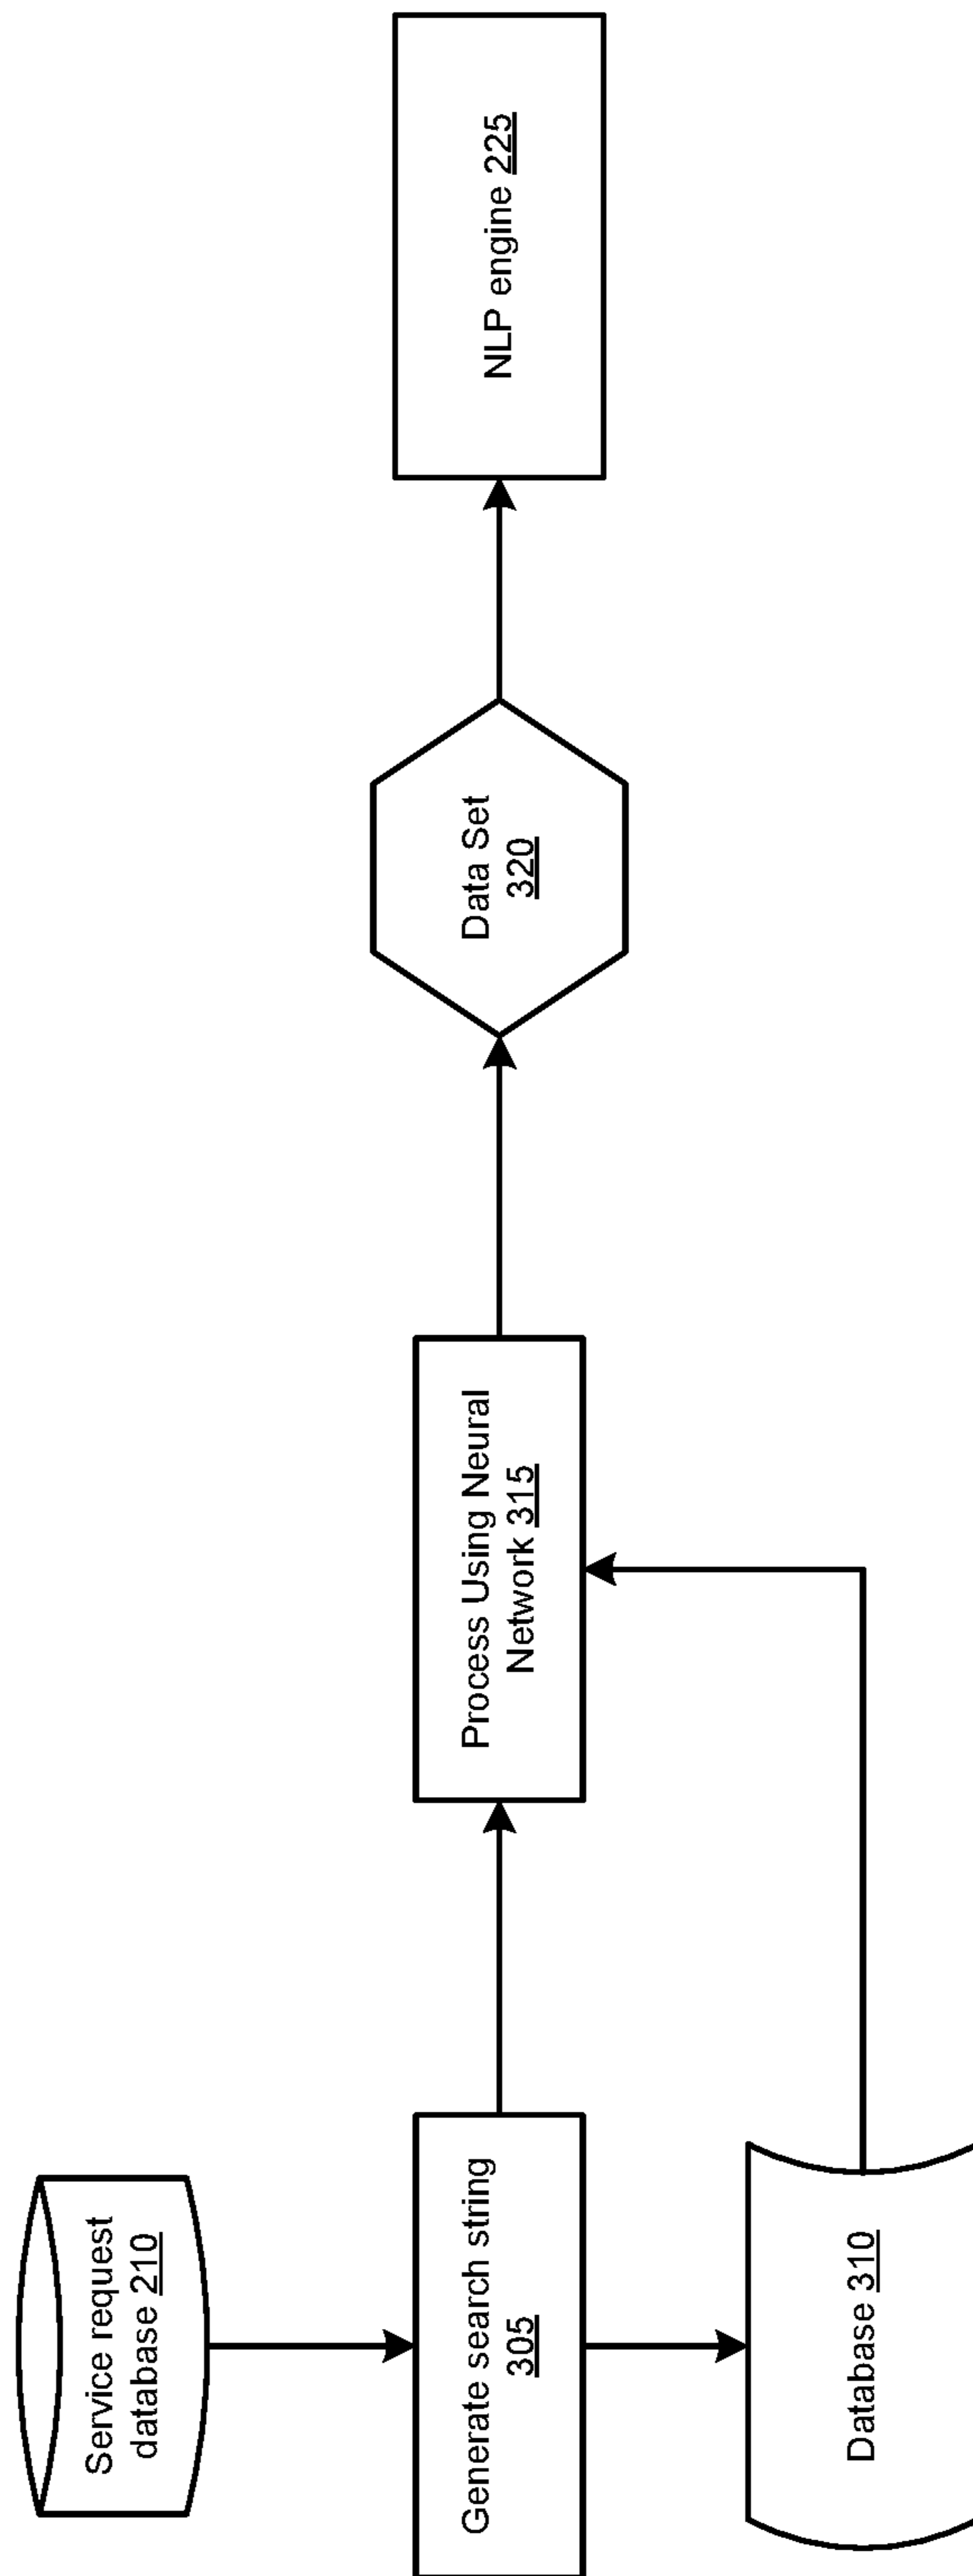 Service request
database 210
Generate search string
305
Database 310
Process Using Neural
Network 315
Data Set
320
NLP engine 225